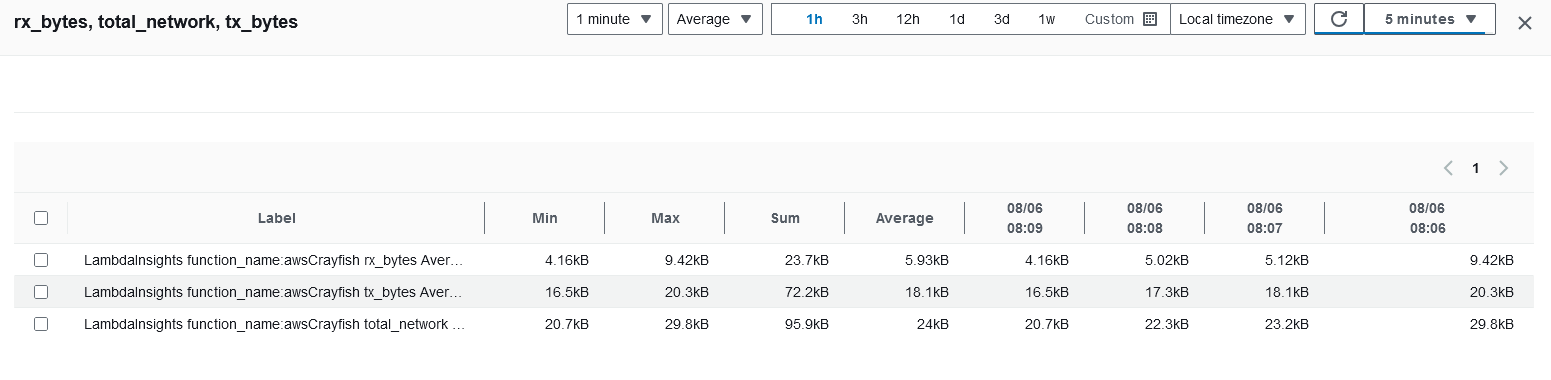 rx_bytes, total_network, tx_bytes 1 minute Average 1h 3h 12h 1d 3d 1w Custom Local timezone 5 minutes
1
Label Min Max Sum Average 08/06 08:09 08/06 08:08 08/06 08:07 08/06 08:06
LambdaInsights function_name:awsCrayfish rx_bytes Aver... 4.16kB 9.42kB 23.7kB 5.93kB 4.16kB 5.02kB 5.12kB 9.42kB
LambdaInsights function_name:awsCrayfish tx_bytes Aver... 16.5kB 20.3kB 72.2kB 18.1kB 16.5kB 17.3kB 18.1kB 20.3kB
LambdaInsights function_name:awsCrayfish total_network ... 20.7kB 29.8kB 95.9kB 24kB 20.7kB 22.3kB 23.2kB 29.8kB